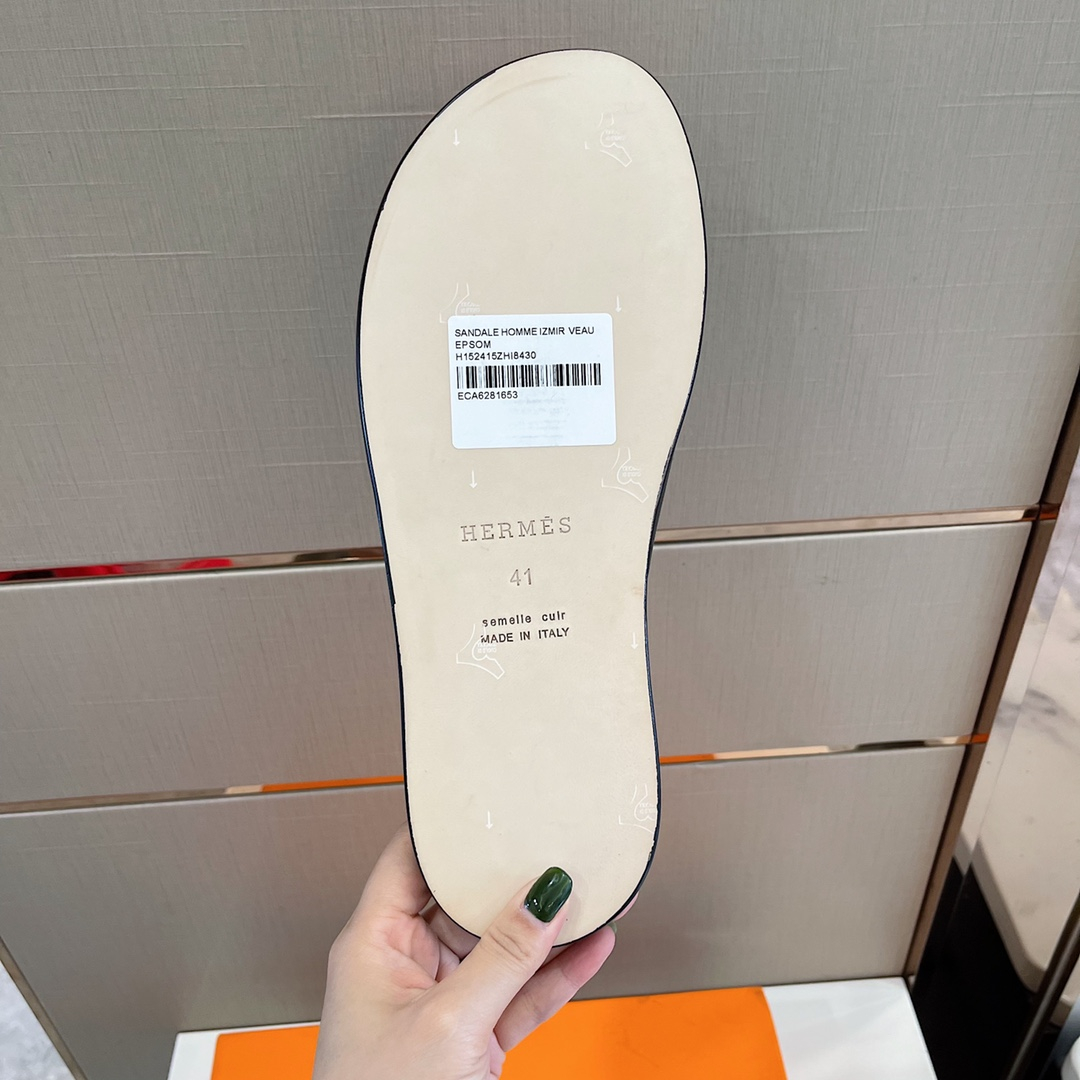 SANDALE HOMME IZMIR VEAU
EPSOM
H152415ZHI8430
ECA6281653
HERMÈS
41
semelle cuir
MADE IN ITALY